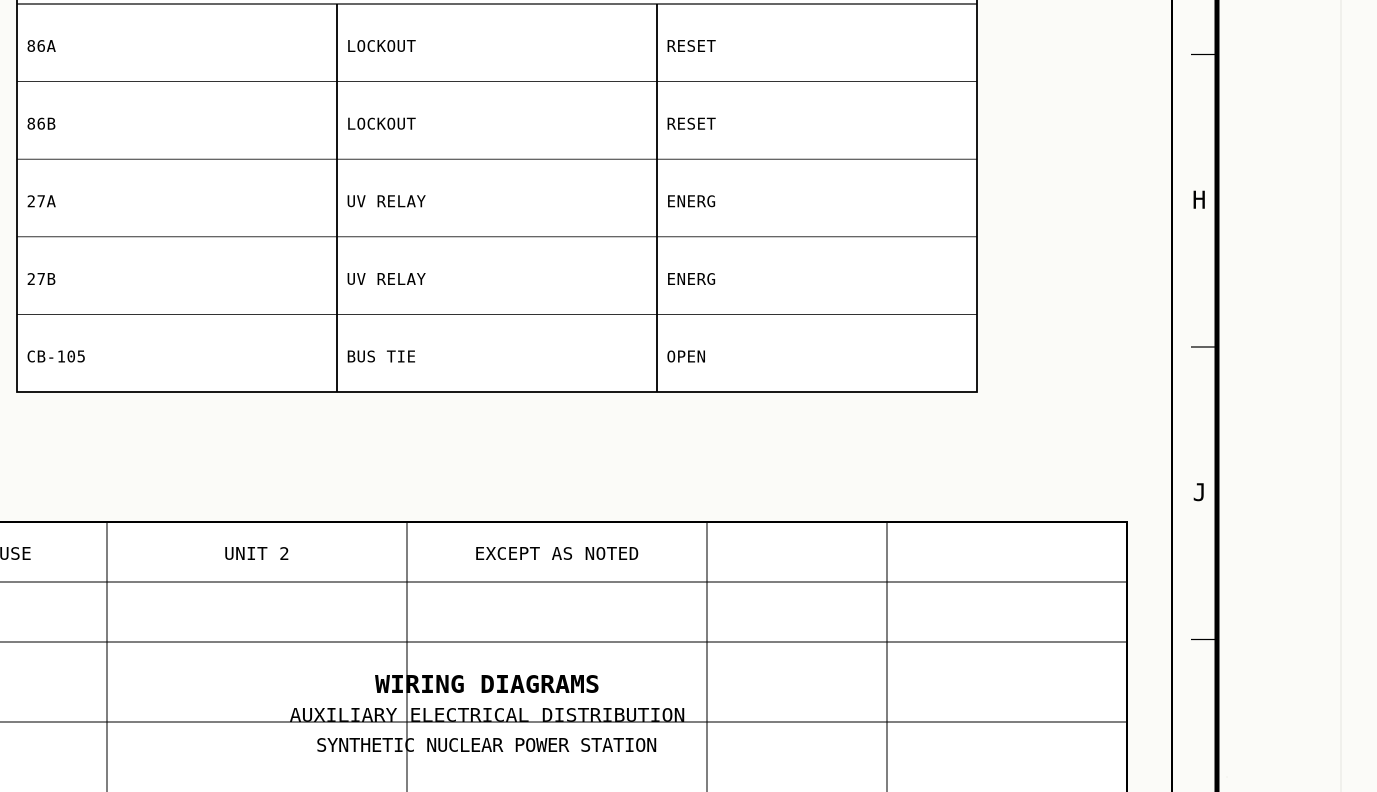 86A LOCKOUT RESET
86B LOCKOUT RESET
H
27A UV RELAY ENERG
27B UV RELAY ENERG
CB-105 BUS TIE OPEN
J
USE UNIT 2 EXCEPT AS NOTED
WIRING DIAGRAMS
AUXILIARY ELECTRICAL DISTRIBUTION
SYNTHETIC NUCLEAR POWER STATION